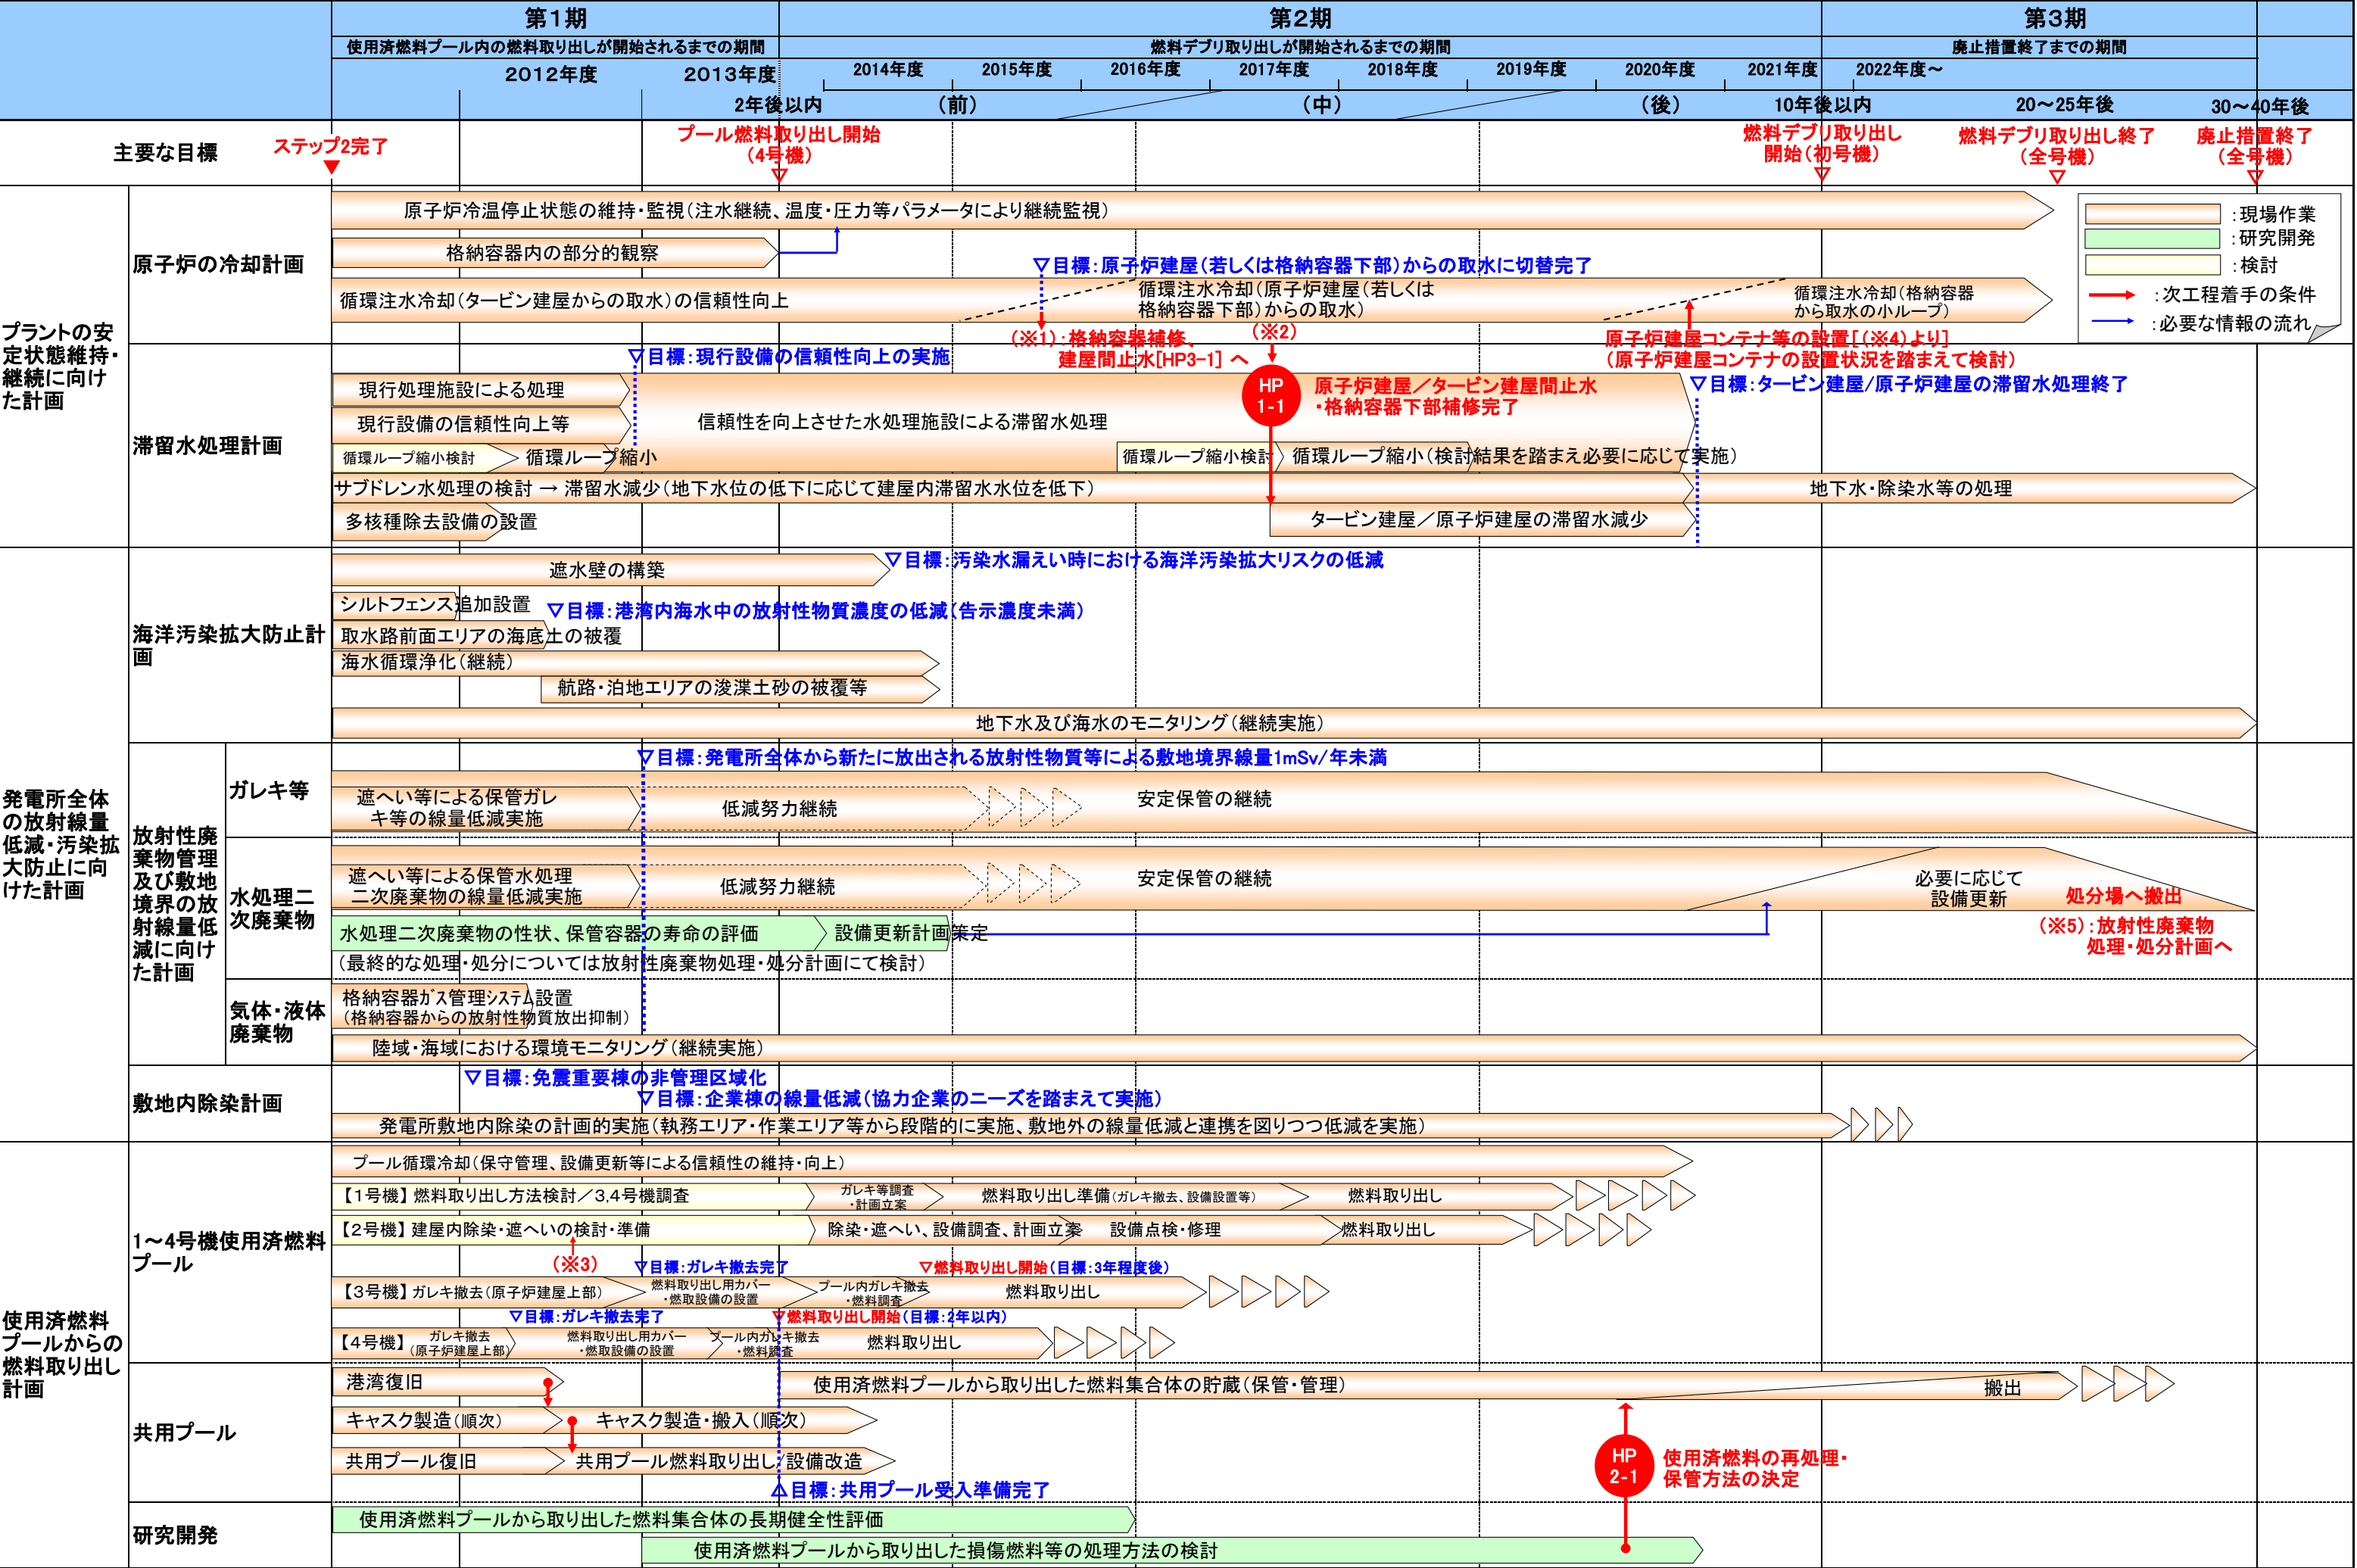 第1期
第2期
第3期
使用済燃料プール内の燃料取り出しが開始されるまでの期間
燃料デブリ取り出しが開始されるまでの期間
廃止措置終了までの期間
2012年度
2013年度
2014年度
2015年度
2016年度
2017年度
2018年度
2019年度
2020年度
2021年度
2022年度~
2年後以内
(前)
(中)
(後)
10年後以内
20~25年後
30~40年後
主要な目標
ステップ2完了
プール燃料取り出し開始
(4号機)
▽
燃料デブリ取り出し
開始(初号機)
▽
燃料デブリ取り出し終了
(全号機)
▽
廃止措置終了
(全号機)
▽
:現場作業
:研究開発
:検討
:次工程着手の条件
:必要な情報の流れ
プラントの安
定状態維持・
継続に向け
た計画
原子炉の冷却計画
原子炉冷温停止状態の維持・監視(注水継続、温度・圧力等パラメータにより継続監視)
格納容器内の部分的観察
▽目標:原子炉建屋(若しくは格納容器下部)からの取水に切替完了
循環注水冷却(タービン建屋からの取水)の信頼性向上
循環注水冷却(原子炉建屋(若しくは
格納容器下部)からの取水)
循環注水冷却(格納容器
から取水の小ループ)
(※1):格納容器補修、
建屋間止水[HP3-1] へ
(※2)
原子炉建屋コンテナ等の設置[(※4)より]
(原子炉建屋コンテナの設置状況を踏まえて検討)
滞留水処理計画
▽目標:現行設備の信頼性向上の実施
現行処理施設による処理
現行設備の信頼性向上等
信頼性を向上させた水処理施設による滞留水処理
HP
1-1
原子炉建屋/タービン建屋間止水
・格納容器下部補修完了
▽目標:タービン建屋/原子炉建屋の滞留水処理終了
循環ループ縮小検討
循環ループ縮小
循環ループ縮小検討
循環ループ縮小(検討結果を踏まえ必要に応じて実施)
サブドレン水処理の検討 → 滞留水減少(地下水位の低下に応じて建屋内滞留水水位を低下)
地下水・除染水等の処理
多核種除去設備の設置
タービン建屋/原子炉建屋の滞留水減少
発電所全体
の放射線量
低減・汚染拡
大防止に向
けた計画
海洋汚染拡大防止計
画
遮水壁の構築
▽目標:汚染水漏えい時における海洋汚染拡大リスクの低減
シルトフェンス追加設置
▽目標:港湾内海水中の放射性物質濃度の低減(告示濃度未満)
取水路前面エリアの海底土の被覆
海水循環浄化(継続)
航路・泊地エリアの浚渫土砂の被覆等
地下水及び海水のモニタリング(継続実施)
放射性廃
棄物管理
及び敷地
境界の放
射線量低
減に向け
た計画
ガレキ等
▽目標:発電所全体から新たに放出される放射性物質等による敷地境界線量1mSv/年未満
遮へい等による保管ガレ
キ等の線量低減実施
低減努力継続
安定保管の継続
水処理二
次廃棄物
遮へい等による保管水処理
二次廃棄物の線量低減実施
低減努力継続
安定保管の継続
必要に応じて
設備更新
処分場へ搬出
水処理二次廃棄物の性状、保管容器の寿命の評価
設備更新計画策定
(※5):放射性廃棄物
処理・処分計画へ
(最終的な処理・処分については放射性廃棄物処理・処分計画にて検討)
気体・液体
廃棄物
格納容器ガス管理システム設置
(格納容器からの放射性物質放出抑制)
陸域・海域における環境モニタリング(継続実施)
敷地内除染計画
▽目標:免震重要棟の非管理区域化
▽目標:企業棟の線量低減(協力企業のニーズを踏まえて実施)
発電所敷地内除染の計画的実施(執務エリア・作業エリア等から段階的に実施、敷地外の線量低減と連携を図りつつ低減を実施)
使用済燃料
プールからの
燃料取り出し
計画
1~4号機使用済燃料
プール
プール循環冷却(保守管理、設備更新等による信頼性の維持・向上)
【1号機】燃料取り出し方法検討/3,4号機調査
ガレキ等調査
・計画立案
燃料取り出し準備(ガレキ撤去、設備設置等)
燃料取り出し
【2号機】建屋内除染・遮へいの検討・準備
除染・遮へい、設備調査、計画立案
設備点検・修理
燃料取り出し
(※3)
▽目標:ガレキ撤去完了
▽燃料取り出し開始(目標:3年程度後)
【3号機】ガレキ撤去(原子炉建屋上部)
燃料取り出し用カバー
・燃取設備の設置
プール内ガレキ撤去
・燃料調査
燃料取り出し
▽目標:ガレキ撤去完了
▽燃料取り出し開始(目標:2年以内)
【4号機】
ガレキ撤去
(原子炉建屋上部)
燃料取り出し用カバー
・燃取設備の設置
プール内ガレキ撤去
・燃料調査
燃料取り出し
共用プール
港湾復旧
使用済燃料プールから取り出した燃料集合体の貯蔵(保管・管理)
搬出
キャスク製造(順次)
キャスク製造・搬入(順次)
共用プール復旧
共用プール燃料取り出し/設備改造
HP
2-1
使用済燃料の再処理・
保管方法の決定
△目標:共用プール受入準備完了
研究開発
使用済燃料プールから取り出した燃料集合体の長期健全性評価
使用済燃料プールから取り出した損傷燃料等の処理方法の検討